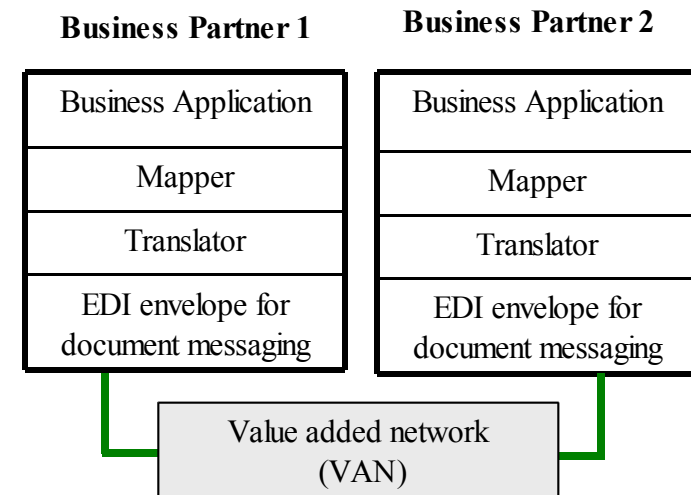 Business Partner 1
Business Partner 2
Business Application
Mapper
Translator
EDI envelope for
document messaging
Business Application
Mapper
Translator
EDI envelope for
document messaging
Value added network
(VAN)